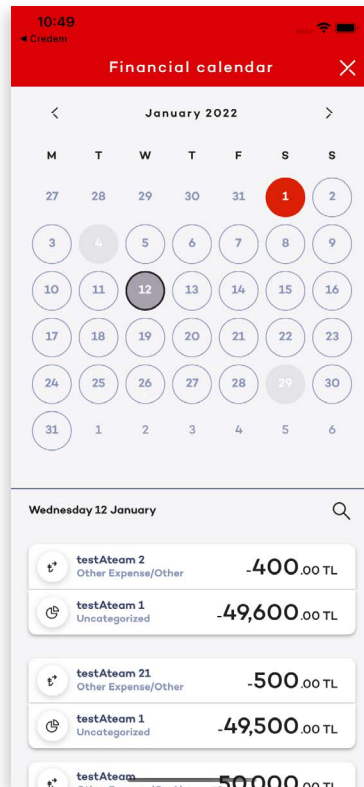 10:49
◀ Credem
Financial calendar
January 2022
M T W T F S S
27 28 29 30 31 1 2
3 4 5 6 7 8 9
10 11 12 13 14 15 16
17 18 19 20 21 22 23
24 25 26 27 28 29 30
31 1 2 3 4 5 6
Wednesday 12 January
testAteam 2
Other Expense/Other
-400.00 TL
testAteam 1
Uncategorized
-49,600.00 TL
testAteam 21
Other Expense/Other
-500.00 TL
testAteam 1
Uncategorized
-49,500.00 TL
testAteam
50,000.00 TL